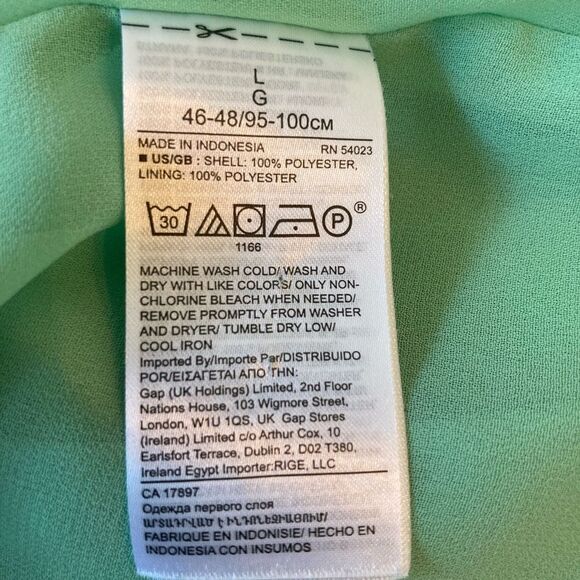 L
G
46-48/95-100см
MADE IN INDONESIA RN 54023
■ US/GB : SHELL: 100% POLYESTER,
LINING: 100% POLYESTER
30 P ®
1166
MACHINE WASH COLD/ WASH AND
DRY WITH LIKE COLORS/ ONLY NON-
CHLORINE BLEACH WHEN NEEDED/
REMOVE PROMPTLY FROM WASHER
AND DRYER/ TUMBLE DRY LOW/
COOL IRON
Imported By/Importe Par/DISTRIBUIDO
POR/ΕΙΣΑΓΕΤΑΙ ΑΠΟ ΤΗΝ:
Gap (UK Holdings) Limited, 2nd Floor
Nations House, 103 Wigmore Street,
London, W1U 1QS, UK Gap Stores
(Ireland) Limited c/o Arthur Cox, 10
Earlsfort Terrace, Dublin 2, D02 T380,
Ireland Egypt Importer:RIGE, LLC
CA 17897
Одежда первого слоя
ԱՐՏԱԴՐՎԱԾ Է ԻՆԴՈՆԵԶԻԱՅՈՒՄ/
FABRIQUE EN INDONISIE/ HECHO EN
INDONESIA CON INSUMOS